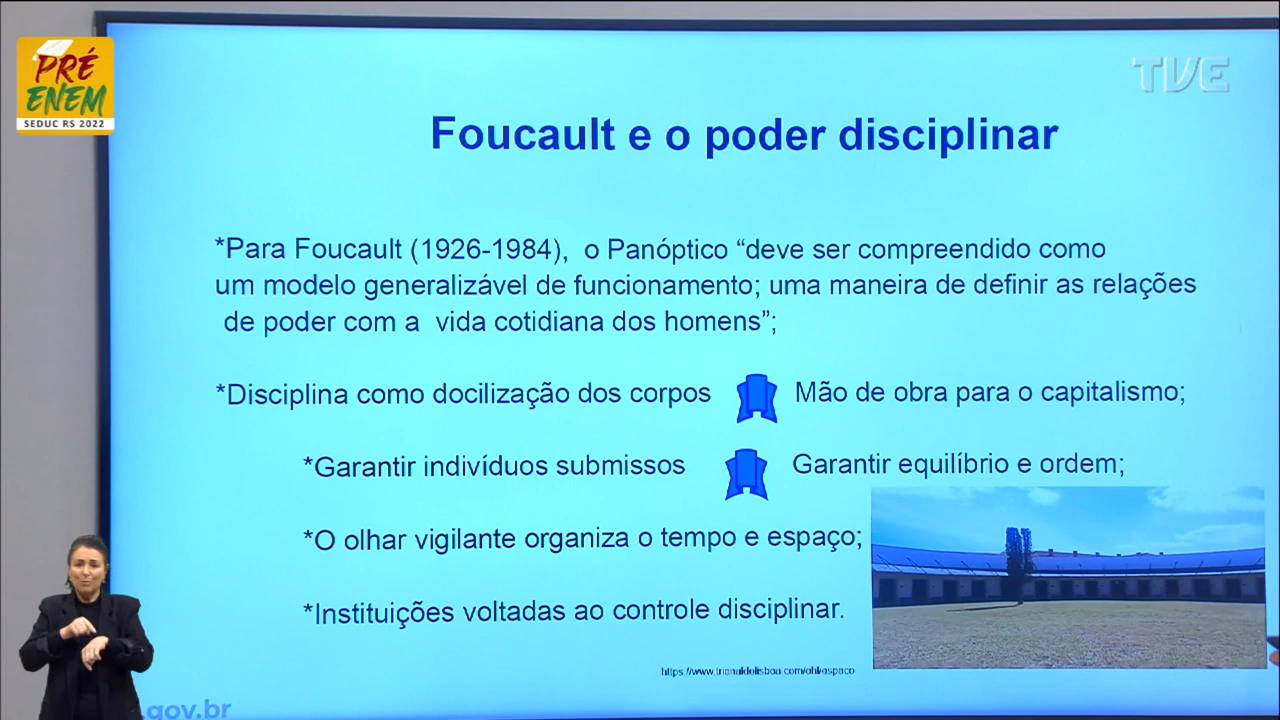 PRÉ
ENEM
SEDUC RS 2022
TVE
Foucault e o poder disciplinar
*Para Foucault (1926-1984), o Panóptico “deve ser compreendido como
um modelo generalizável de funcionamento; uma maneira de definir as relações
de poder com a vida cotidiana dos homens”;
*Disciplina como docilização dos corpos Mão de obra para o capitalismo;
*Garantir indivíduos submissos Garantir equilíbrio e ordem;
*O olhar vigilante organiza o tempo e espaço;
*Instituições voltadas ao controle disciplinar.
.gov.br